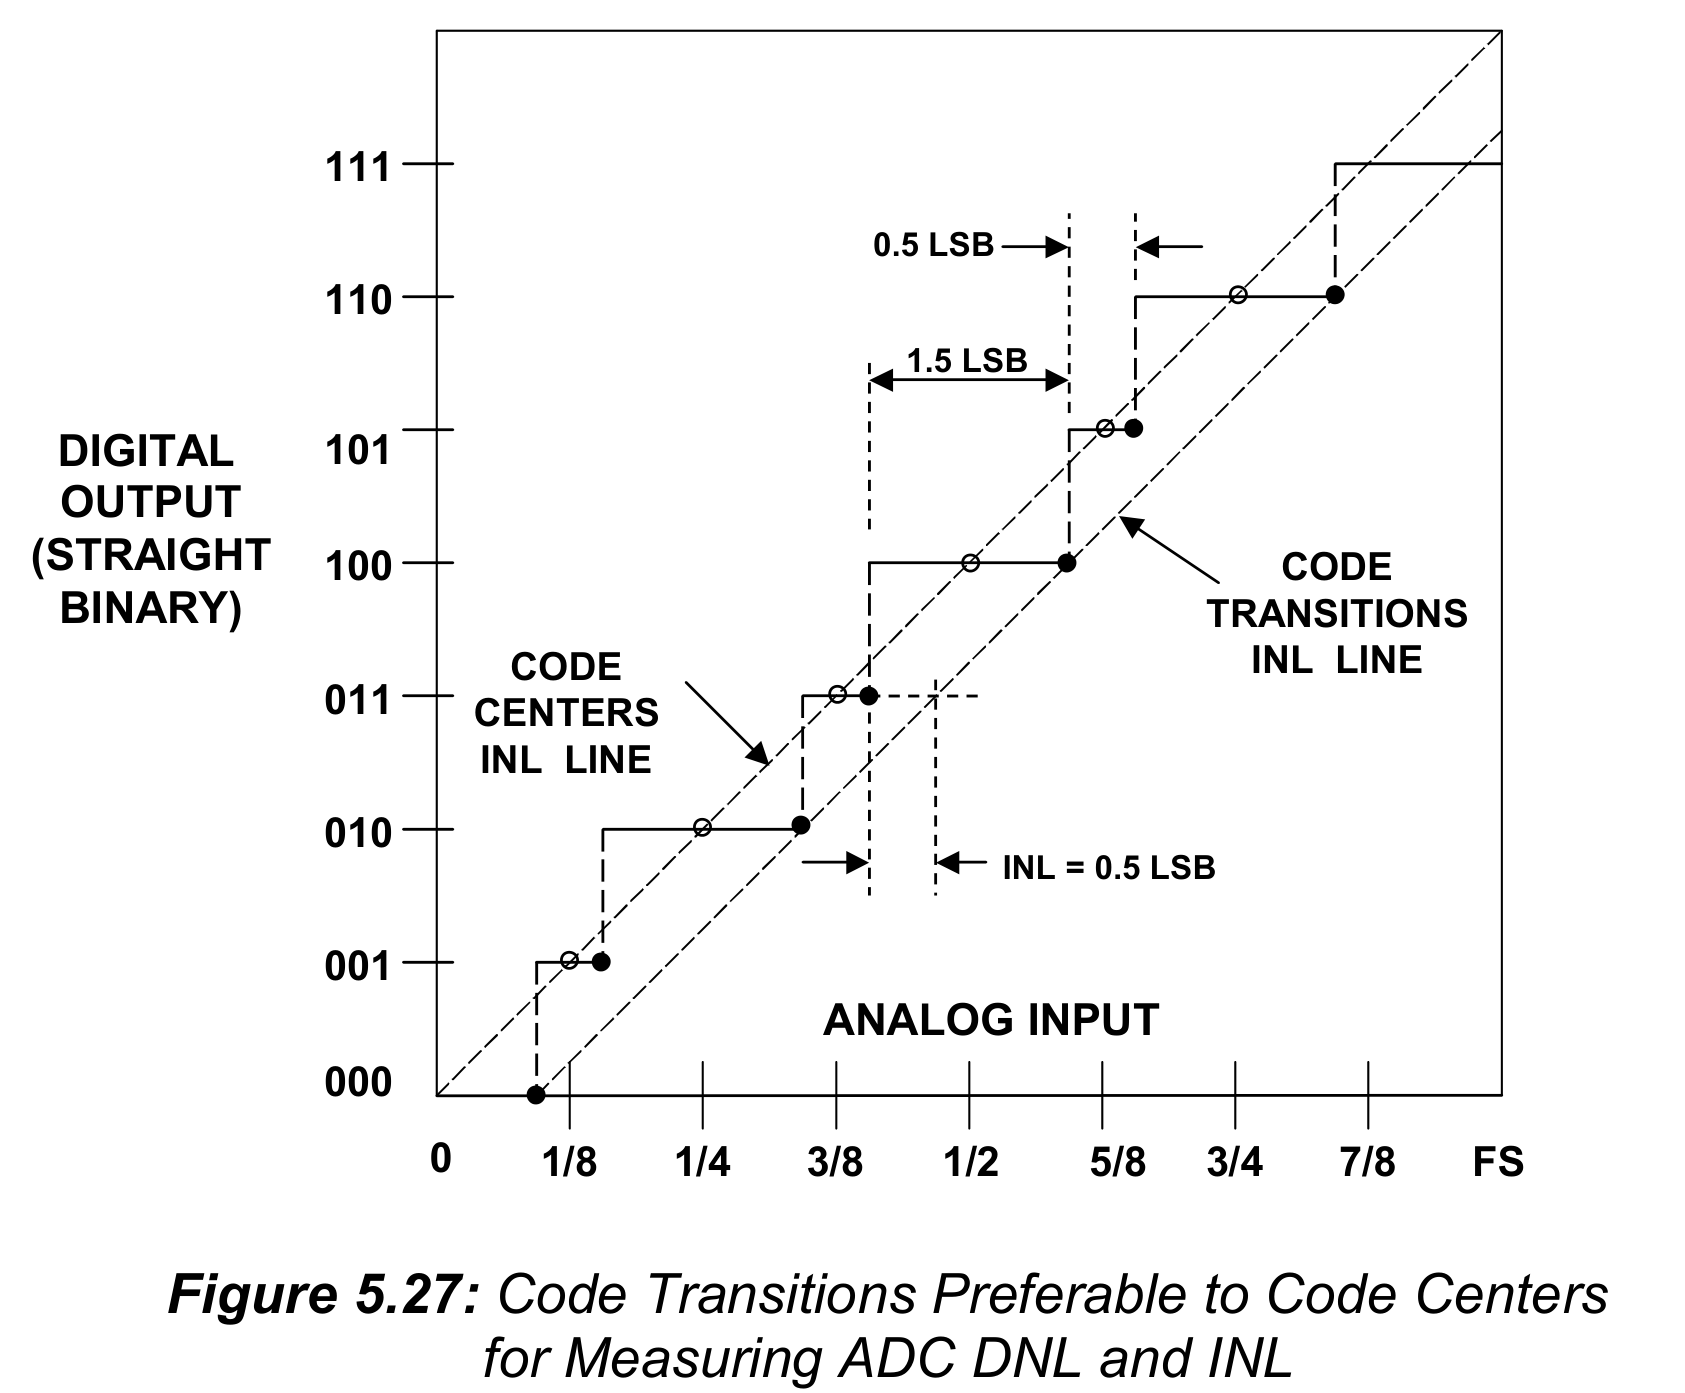 111
110
101
100
011
010
001
000
DIGITAL
OUTPUT
(STRAIGHT
BINARY)
0.5 LSB
1.5 LSB
CODE
TRANSITIONS
INL LINE
CODE
CENTERS
INL LINE
INL = 0.5 LSB
ANALOG INPUT
0 1/8 1/4 3/8 1/2 5/8 3/4 7/8 FS
Figure 5.27: Code Transitions Preferable to Code Centers
for Measuring ADC DNL and INL